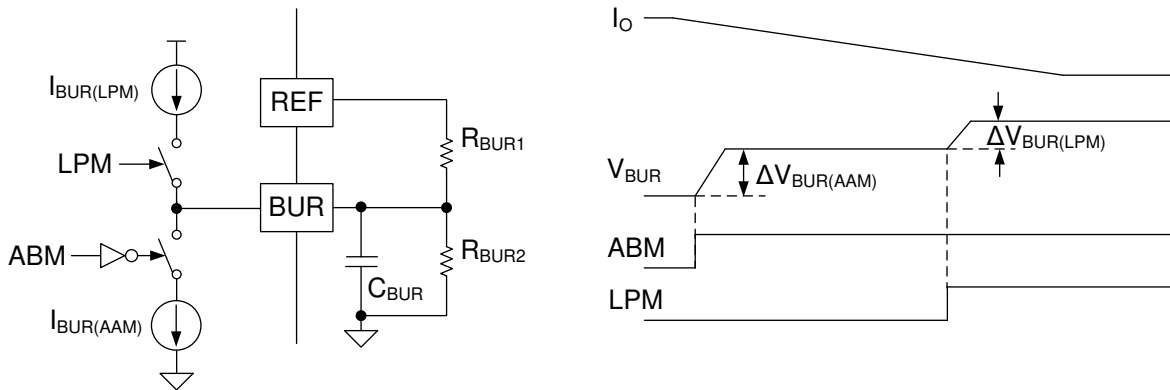 I_BUR(LPM)
LPM
ABM
I_BUR(AAM)
REF
BUR
R_BUR1
R_BUR2
C_BUR
I_O
V_BUR
ΔV_BUR(AAM)
ΔV_BUR(LPM)
ABM
LPM